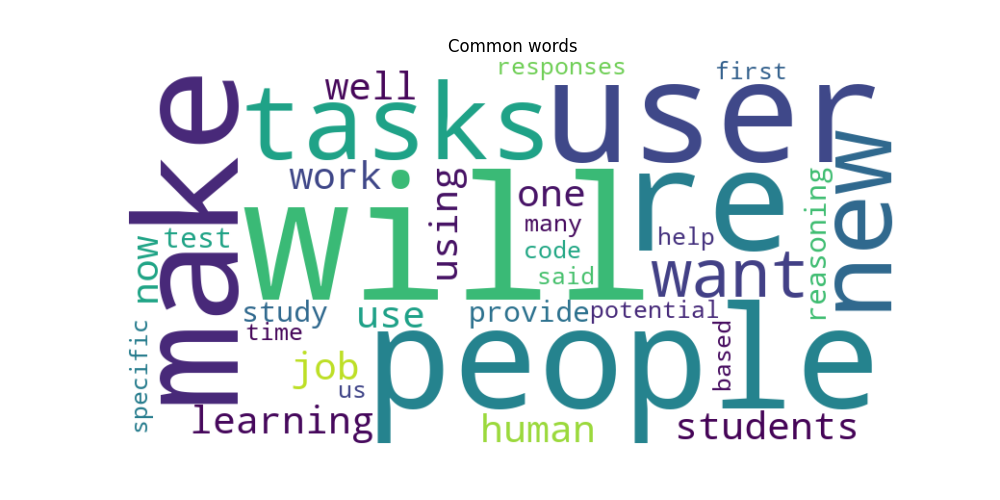 Common words
responses
first
well
tasks
user
make
new
work
will
re
using
one
many
code
said
help
want
reasoning
now
test
study
time
use
provide
potential
people
based
specific
job
us
learning
human
students